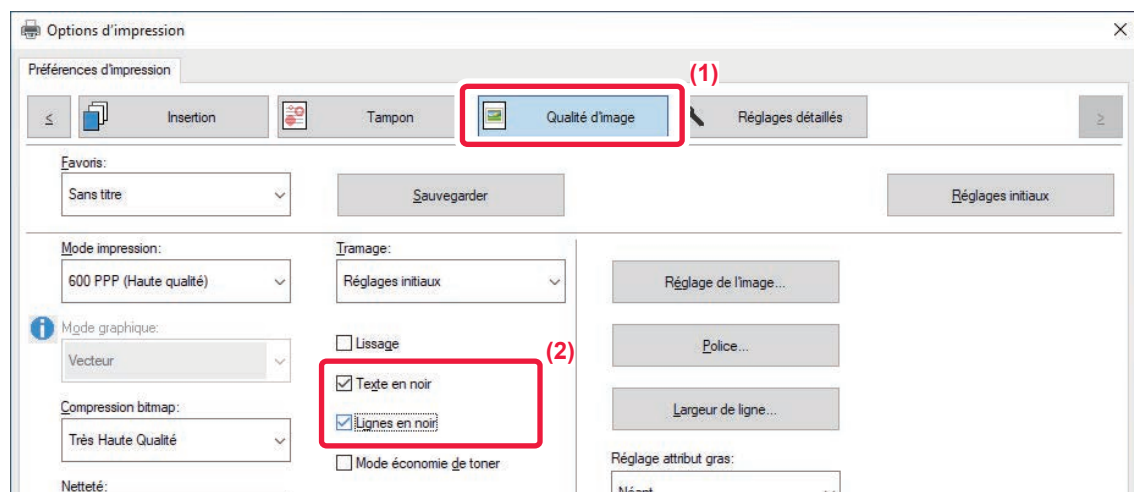 Options d'impression
Préférences d'impression
(1)
<
Insertion
Tampon
Qualité d'image
Réglages détaillés
>
Favoris:
Sans titre
Sauvegarder
Réglages initiaux
Mode impression:
Tramage:
600 PPP (Haute qualité)
Réglages initiaux
Réglage de l'image...
Mode graphique:
Vecteur
Lissage
(2)
Police...
Texte en noir
Compression bitmap:
Lignes en noir
Largeur de ligne...
Très Haute Qualité
Mode économie de toner
Réglage attribut gras:
Netteté:
Néant